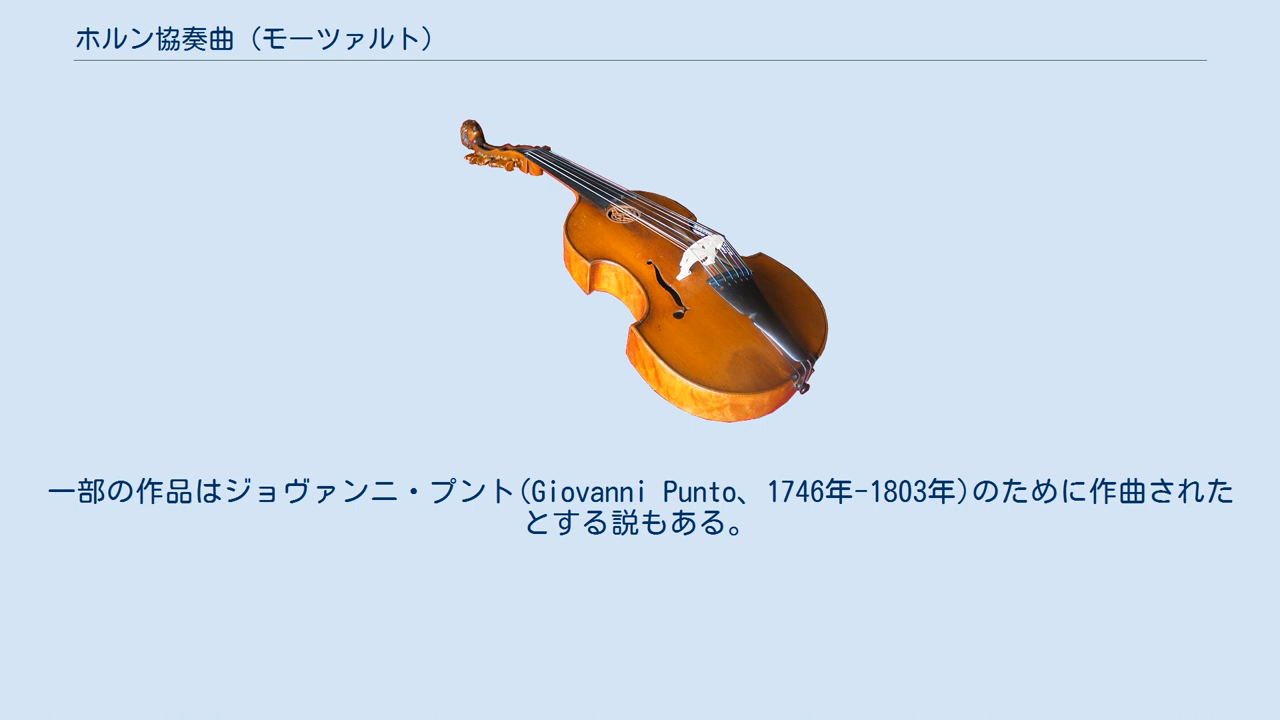 ホルン協奏曲 (モーツァルト)
一部の作品はジョヴァンニ・プント(Giovanni Punto、1746年-1803年)のために作曲された
とする説もある。